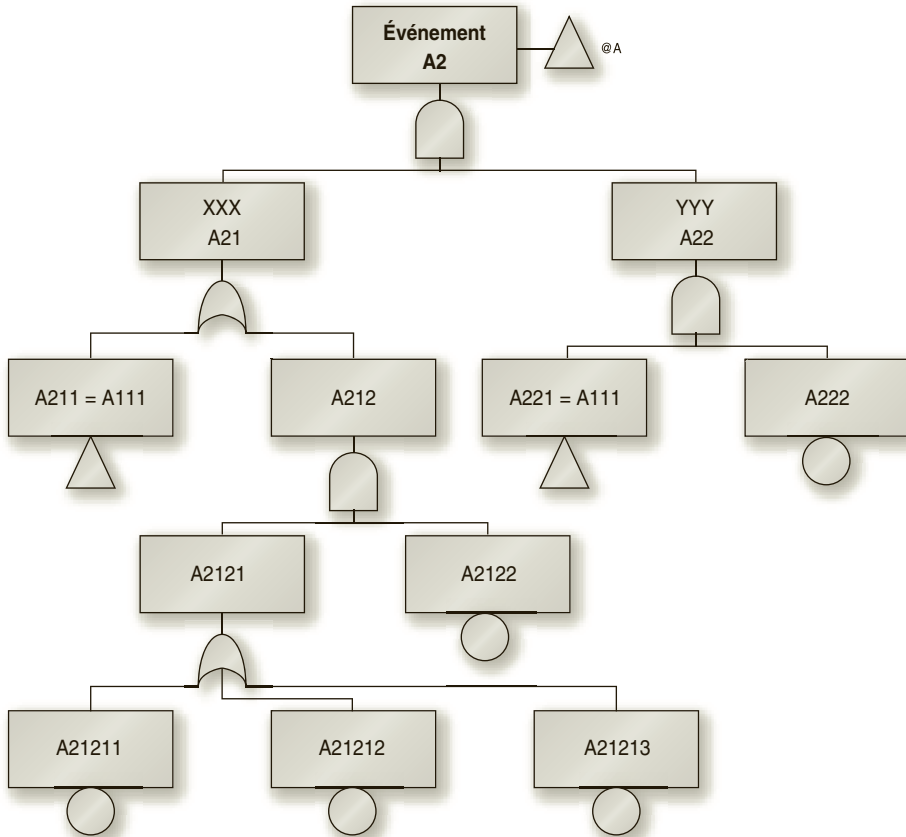 Événement
A2
@A
XXX
A21
YYY
A22
A211 = A111
A212
A221 = A111
A222
A2121
A2122
A21211
A21212
A21213